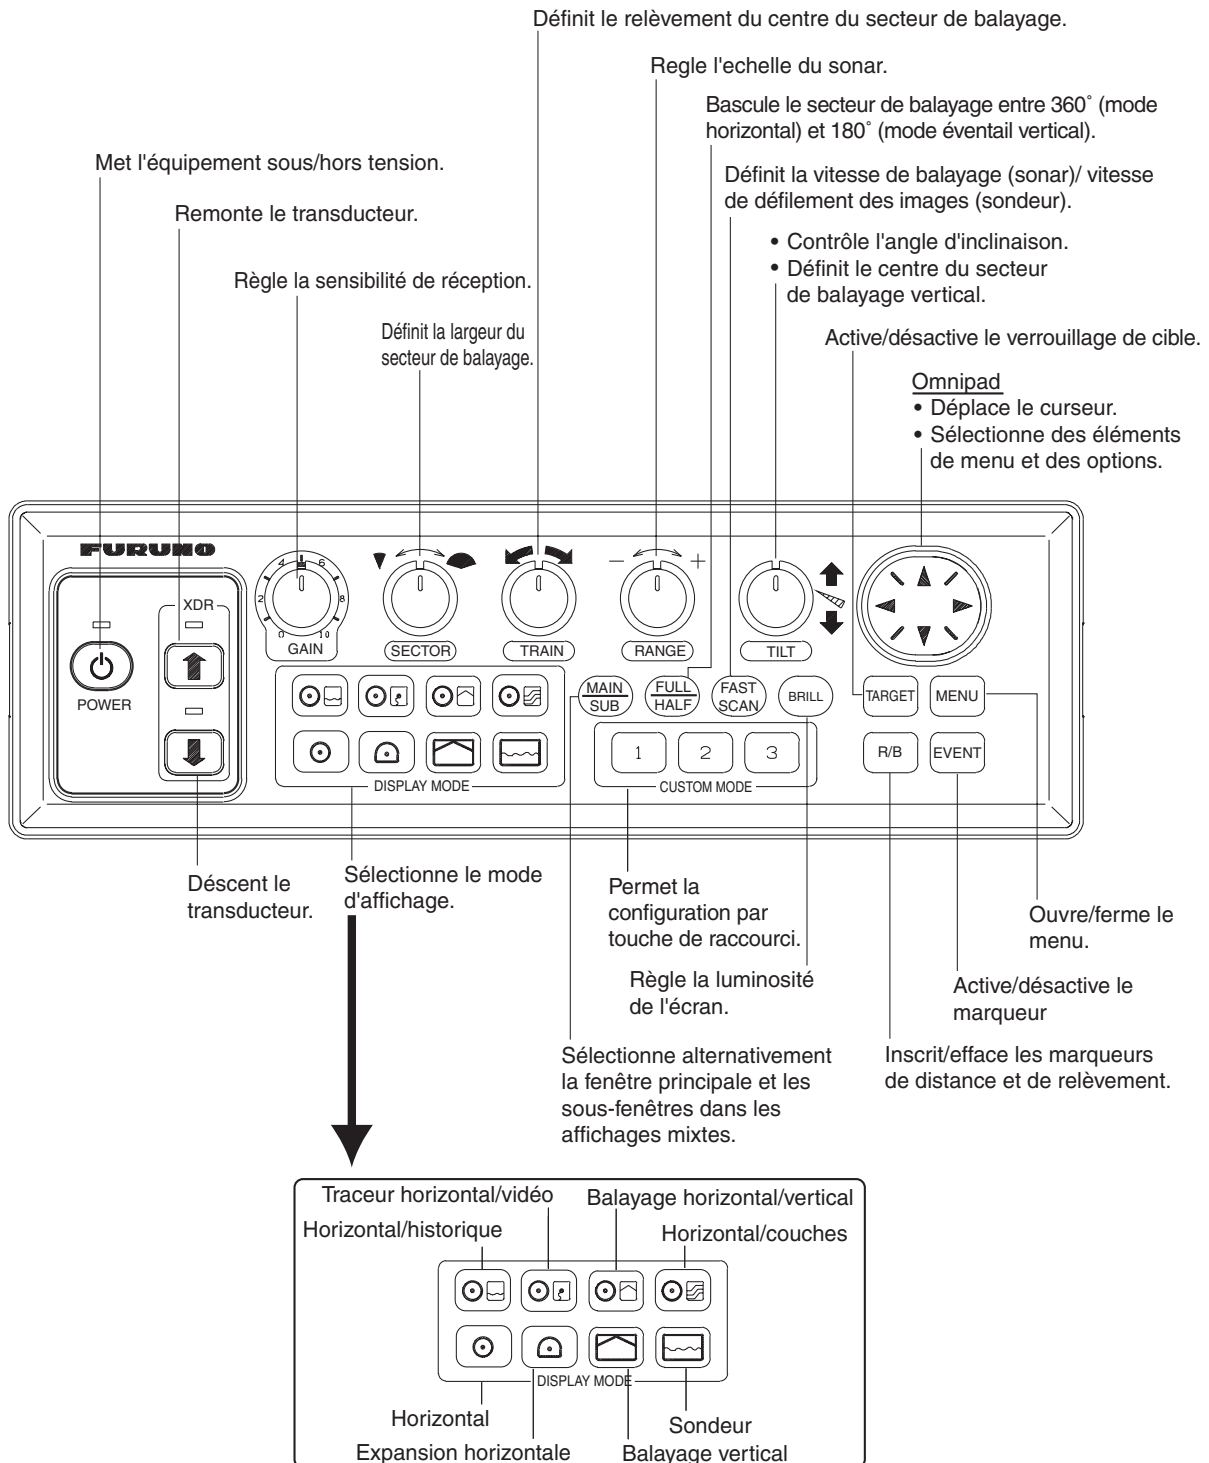 Définit le relèvement du centre du secteur de balayage.
Regle l'echelle du sonar.
Bascule le secteur de balayage entre 360˚ (mode
horizontal) et 180˚ (mode éventail vertical).
Met l'équipement sous/hors tension.
Définit la vitesse de balayage (sonar)/ vitesse
de défilement des images (sondeur).
Remonte le transducteur.
• Contrôle l'angle d'inclinaison.
• Définit le centre du secteur
de balayage vertical.
Règle la sensibilité de réception.
Définit la largeur du
secteur de balayage.
Active/désactive le verrouillage de cible.
Omnipad
• Déplace le curseur.
• Sélectionne des éléments
de menu et des options.
FURUNO
XDR
POWER
0 2 4 6 8 10
GAIN
SECTOR
TRAIN
− +
RANGE
TILT
MAIN
SUB
FULL
HALF
FAST
SCAN
BRILL
TARGET
MENU
R/B
EVENT
1 2 3
DISPLAY MODE
CUSTOM MODE
Déscent le
transducteur.
Sélectionne le mode
d'affichage.
Permet la
configuration par
touche de raccourci.
Ouvre/ferme le
menu.
Règle la luminosité
de l'écran.
Active/désactive le
marqueur
Sélectionne alternativement
la fenêtre principale et les
sous-fenêtres dans les
affichages mixtes.
Inscrit/efface les marqueurs
de distance et de relèvement.
Traceur horizontal/vidéo
Balayage horizontal/vertical
Horizontal/historique
Horizontal/couches
DISPLAY MODE
Horizontal
Sondeur
Expansion horizontale
Balayage vertical